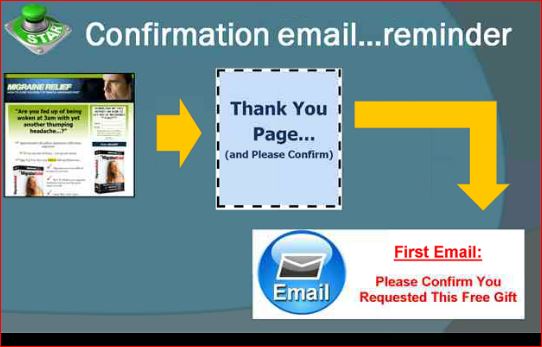 START
Confirmation email...reminder
MIGRAINE RELIEF
"Are you fed up of being
woken at 3am with yet
another thumping
headache...?"
Thank You
Page...
(and Please Confirm)
Email
First Email:
Please Confirm You
Requested This Free Gift